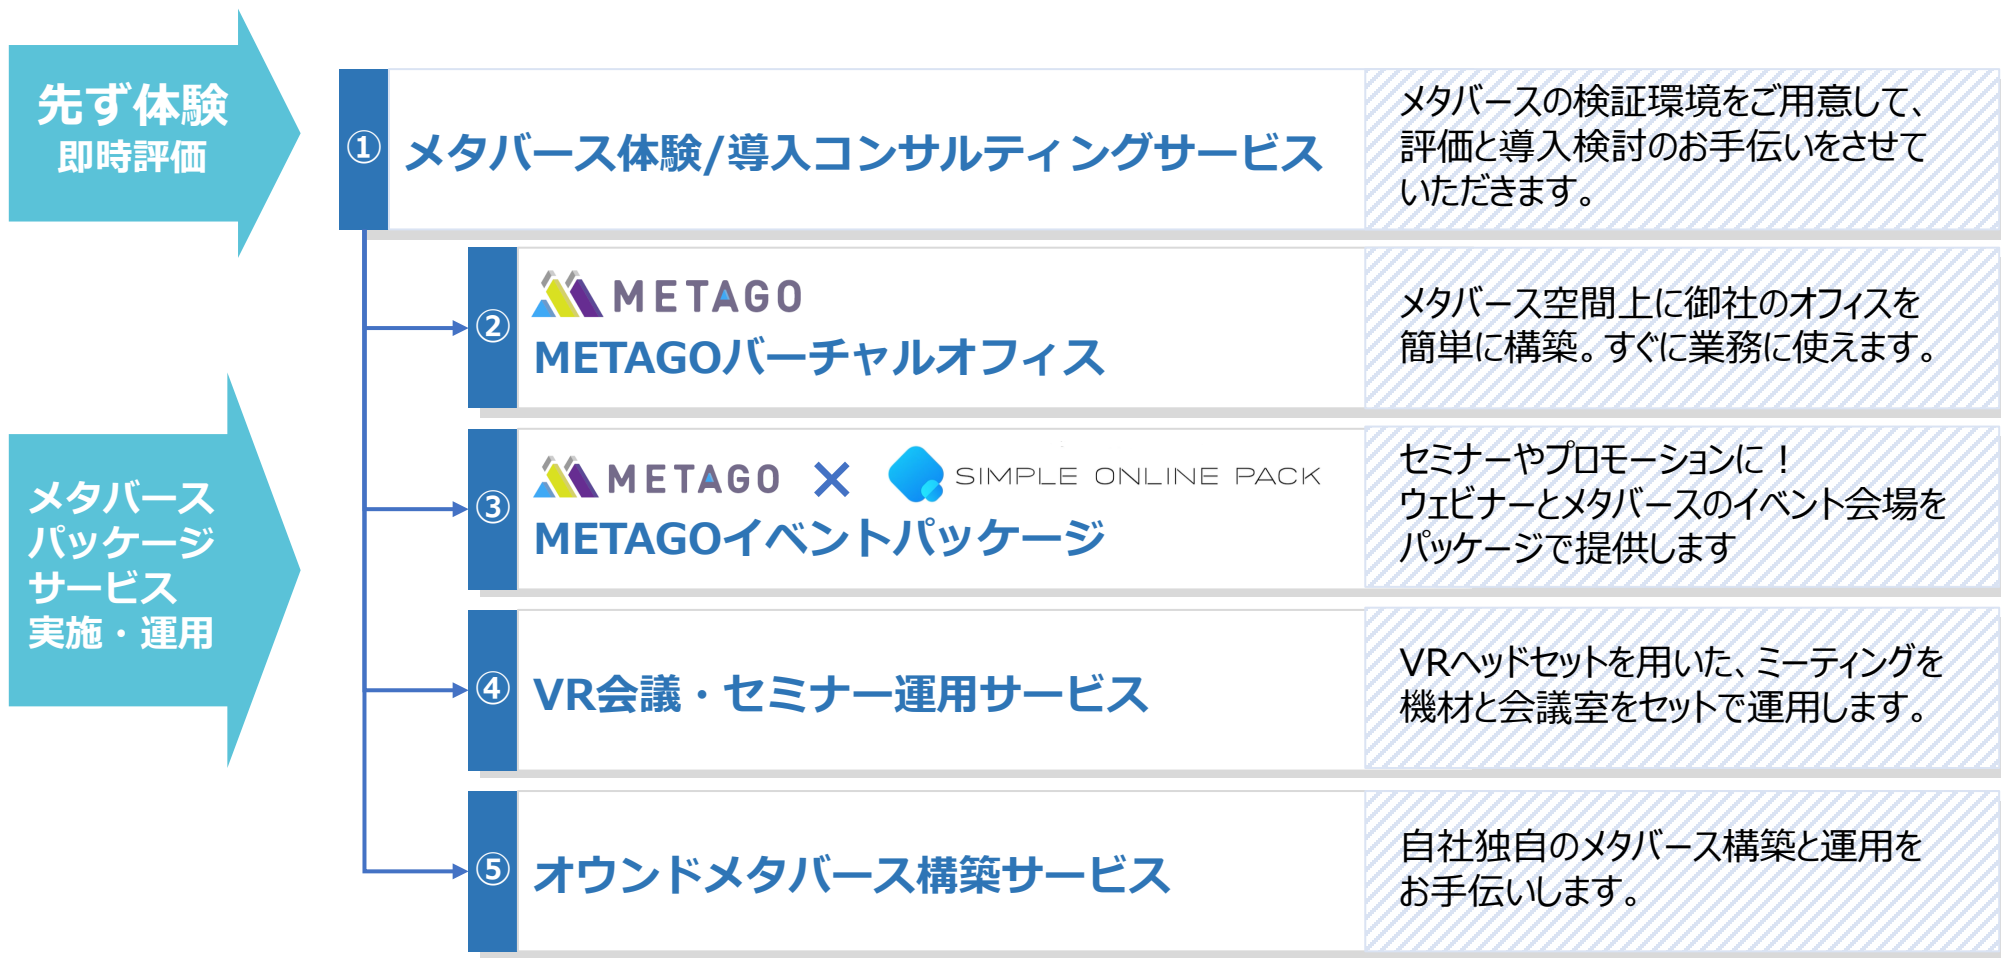 先ず体験
即時評価
① メタバース体験/導入コンサルティングサービス
メタバースの検証環境をご用意して、
評価と導入検討のお手伝いをさせて
いただきます。
② METAGO
METAGOバーチャルオフィス
メタバース空間上に御社のオフィスを
簡単に構築。すぐに業務に使えます。
メタバース
パッケージ
サービス
実施・運用
③ METAGO × SIMPLE ONLINE PACK
METAGOイベントパッケージ
セミナーやプロモーションに！
ウェビナーとメタバースのイベント会場を
パッケージで提供します
④ VR会議・セミナー運用サービス
VRヘッドセットを用いた、ミーティングを
機材と会議室をセットで運用します。
⑤ オウンドメタバース構築サービス
自社独自のメタバース構築と運用を
お手伝いします。